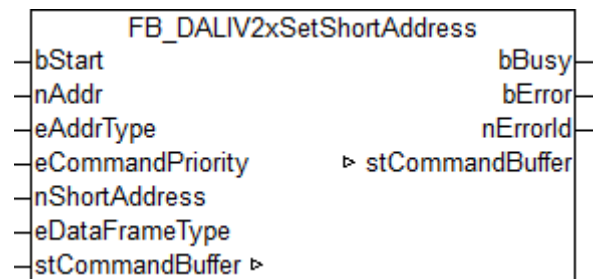 FB_DALIV2xSetShortAddress
bStart bBusy
nAddr bError
eAddrType nErrorId
eCommandPriority ▹ stCommandBuffer
nShortAddress
eDataFrameType
stCommandBuffer ▹